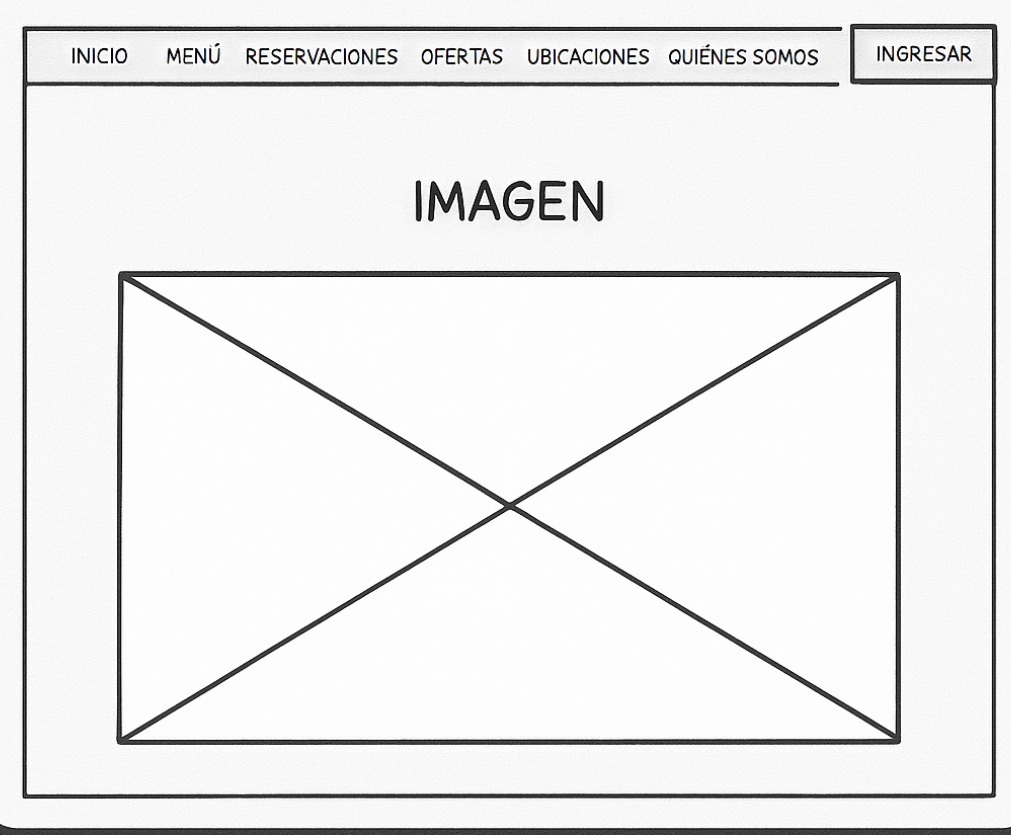 INICIO MENÚ RESERVACIONES OFERTAS UBICACIONES QUIÉNES SOMOS INGRESAR
IMAGEN